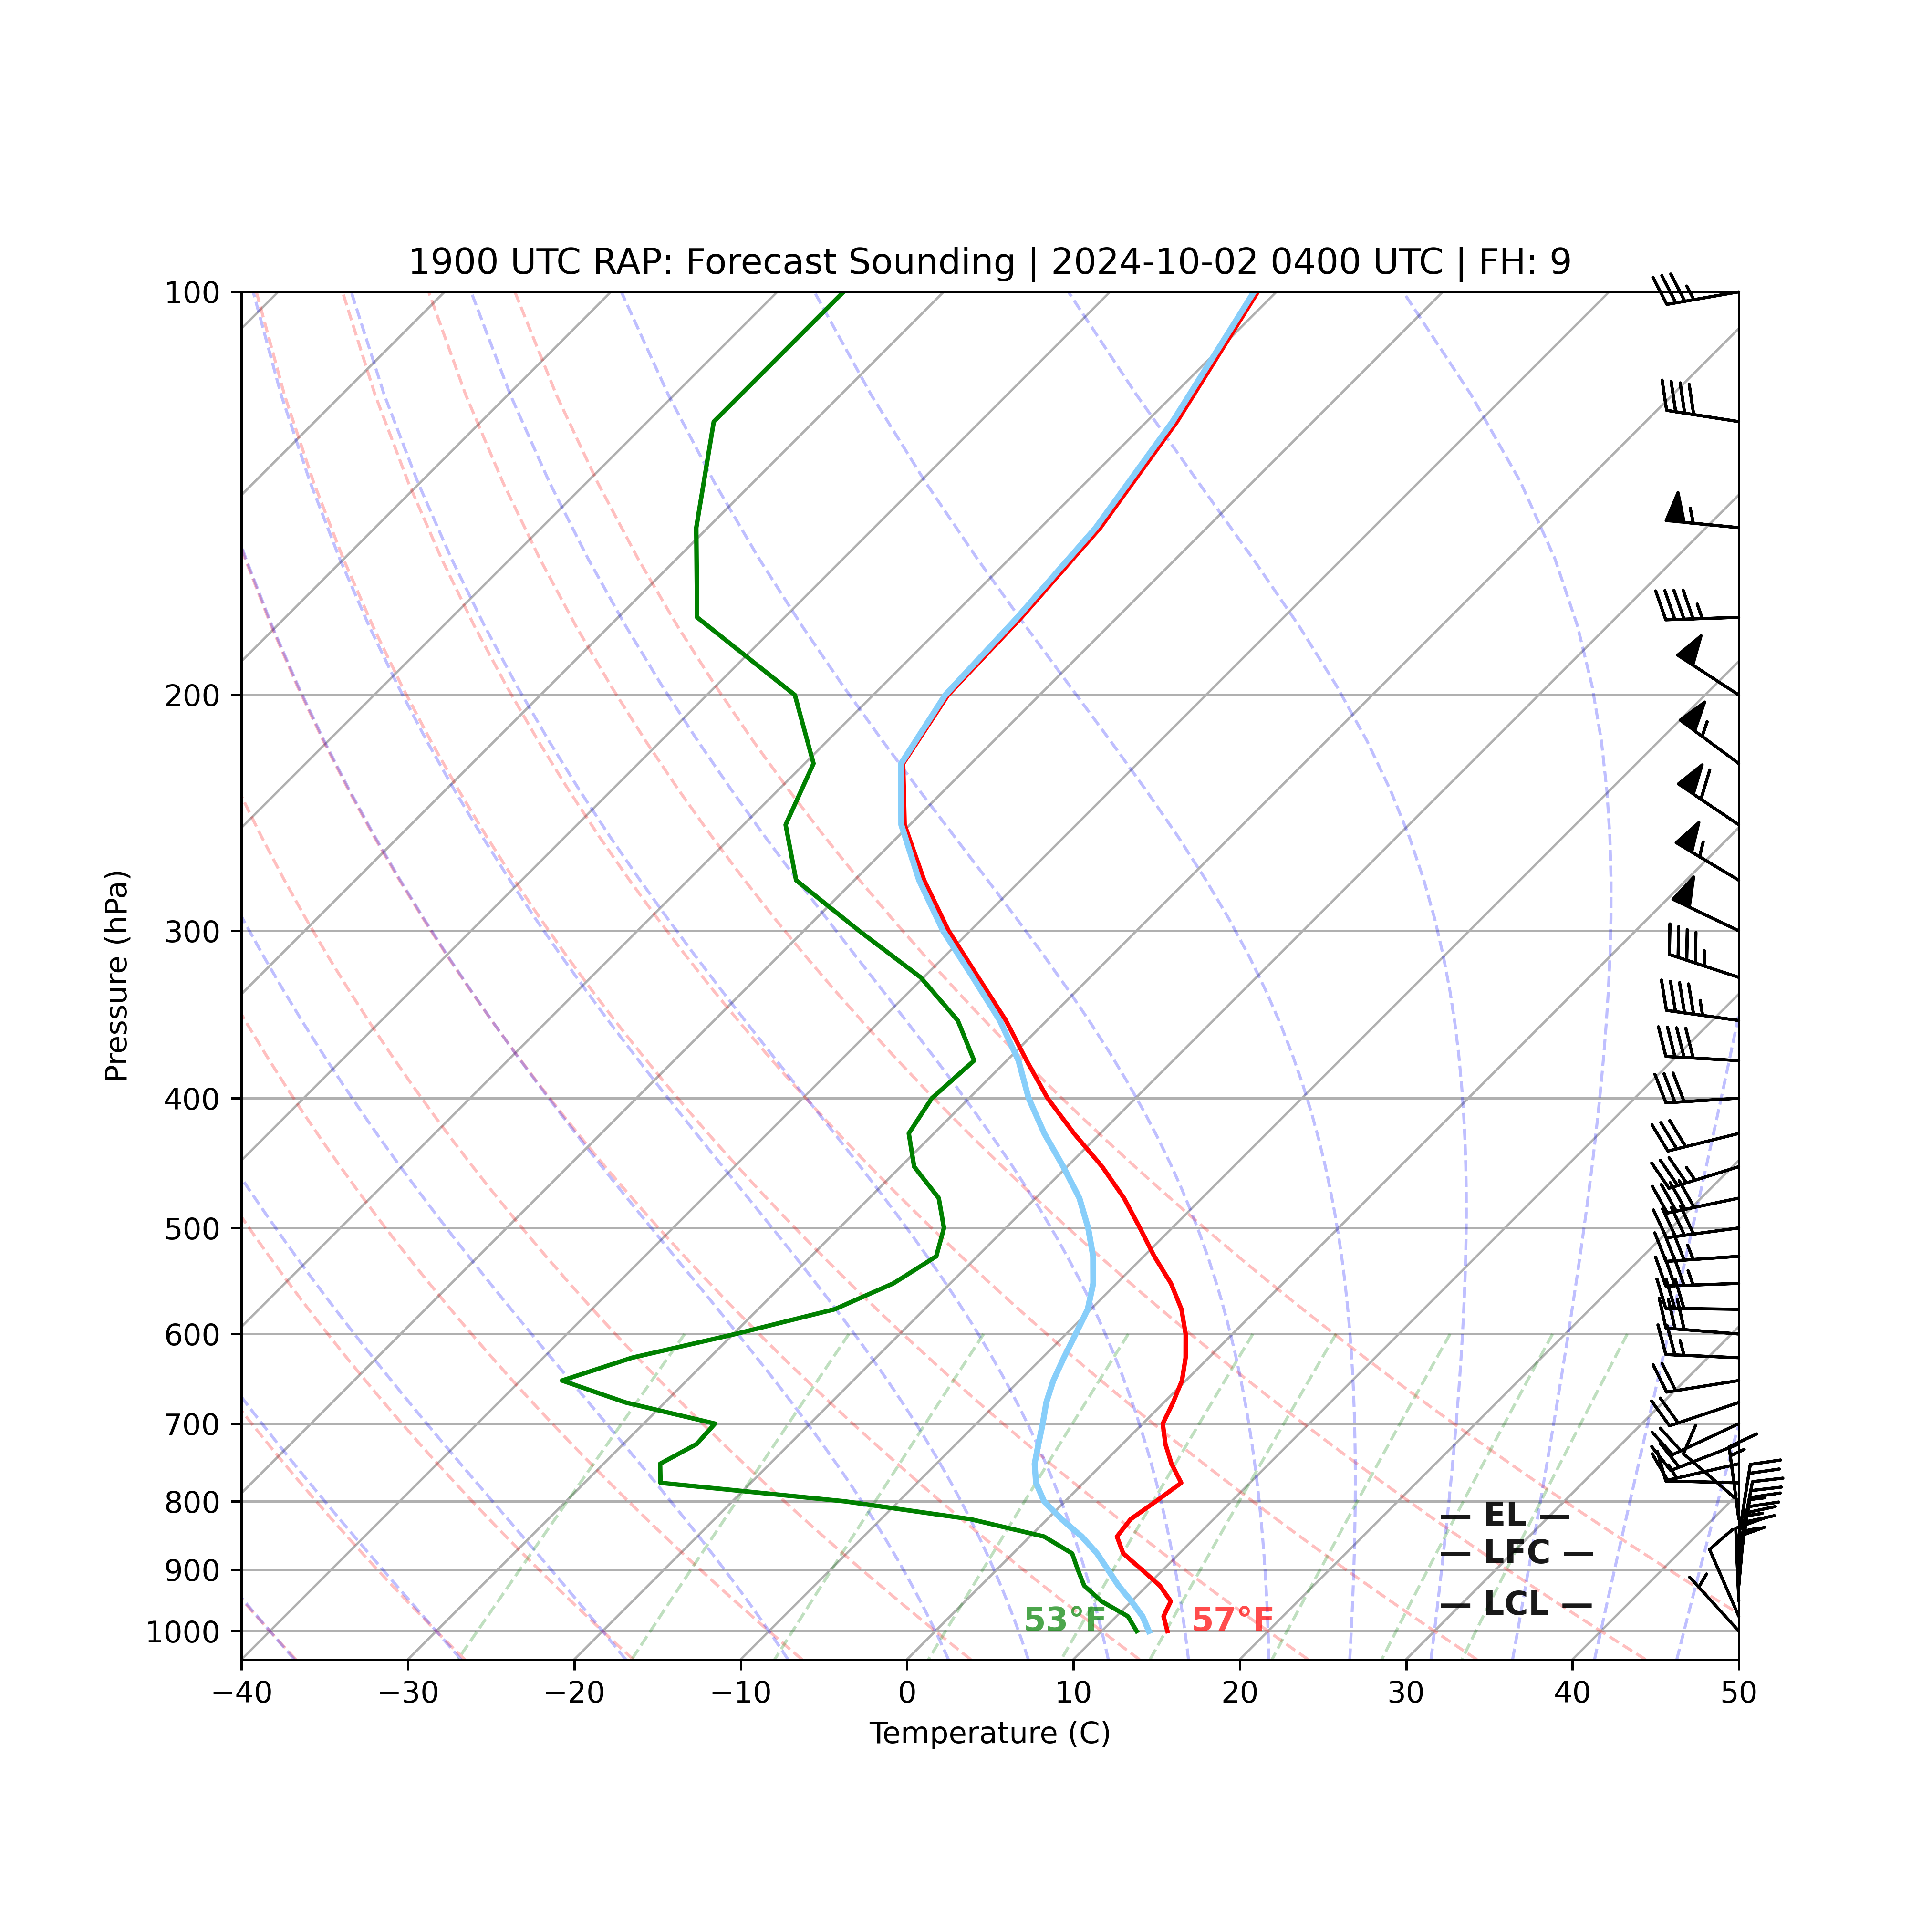 1900 UTC RAP: Forecast Sounding | 2024-10-02 0400 UTC | FH: 9
100
200
300
400
500
600
700
800
900
1000
Pressure (hPa)
— EL —
— LFC —
— LCL —
53°F 57°F
−40 −30 −20 −10 0 10 20 30 40 50
Temperature (C)